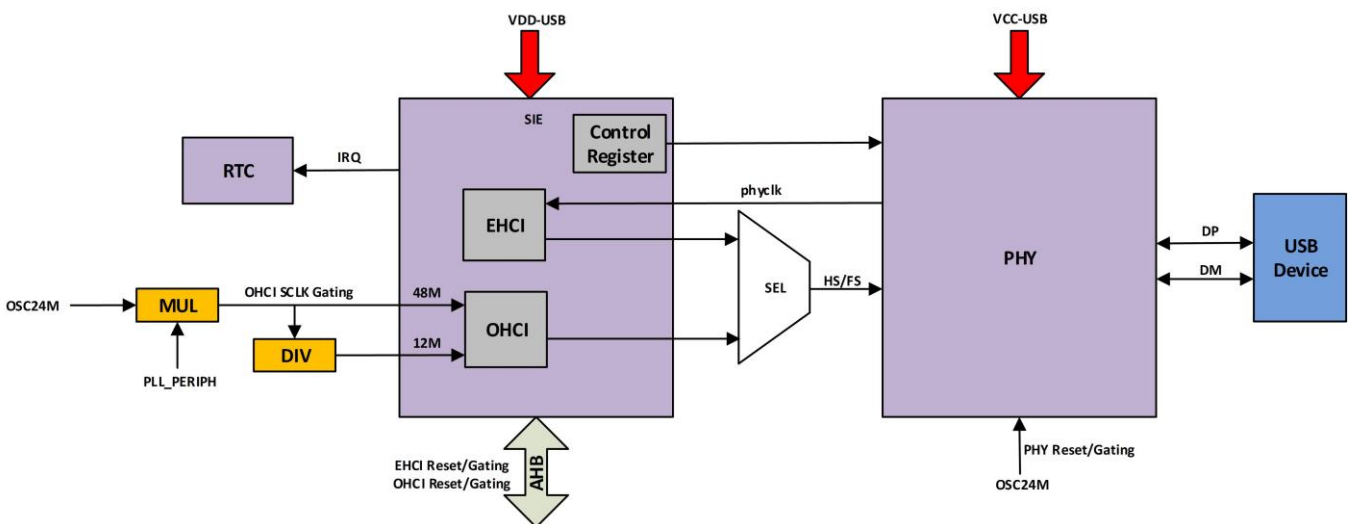 VDD-USB
VCC-USB
SIE
Control
Register
RTC
IRQ
phyclk
EHCI
DP
USB
Device
PHY
DM
SEL
HS/FS
OSC24M
MUL
OHCI SCLK Gating
48M
OHCI
DIV
12M
PLL_PERIPH
EHCI Reset/Gating
OHCI Reset/Gating
AHB
PHY Reset/Gating
OSC24M